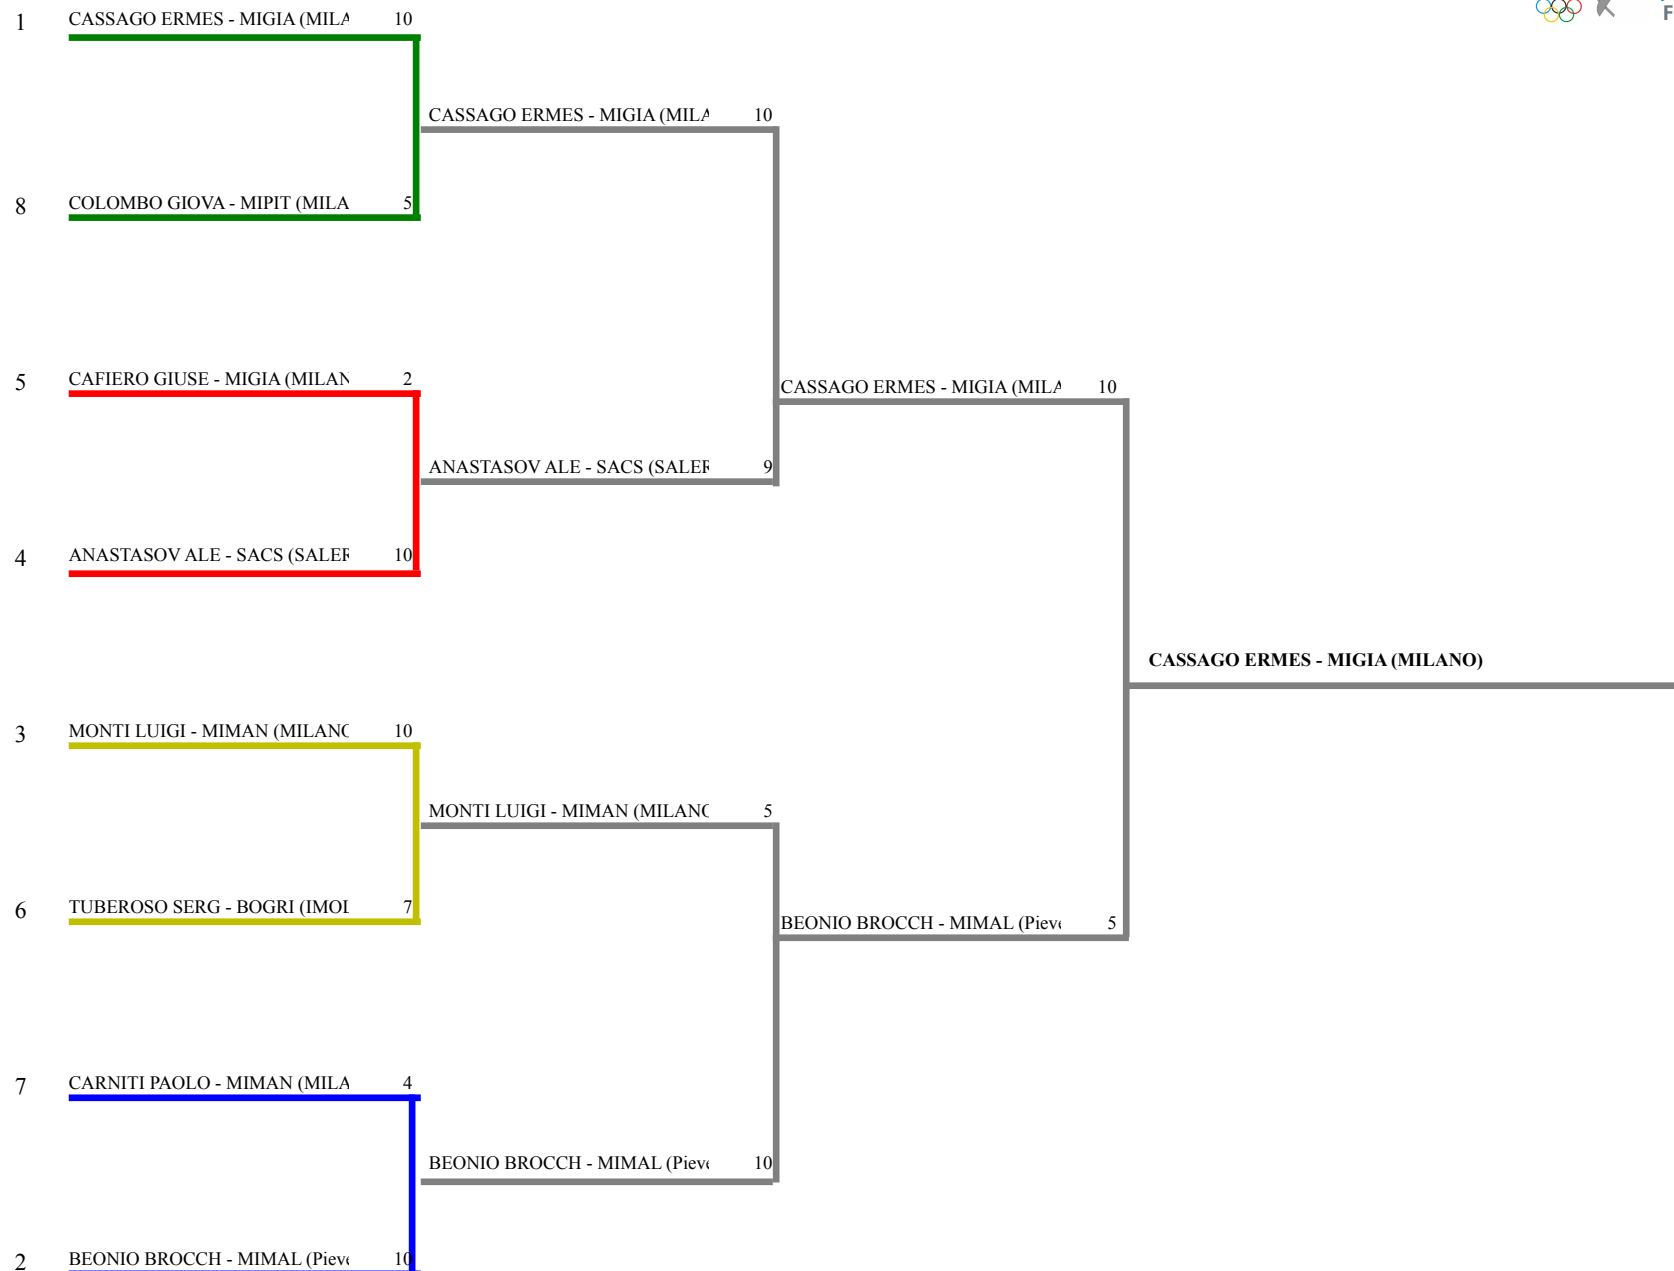 1 CASSAGO ERMES - MIGIA (MILA 10
F
CASSAGO ERMES - MIGIA (MILA 10
8 COLOMBO GIOVA - MIPIT (MILA 5
5 CAFIERO GIUSE - MIGIA (MILAN 2
CASSAGO ERMES - MIGIA (MILA 10
ANASTASOV ALE - SACS (SALER 9
4 ANASTASOV ALE - SACS (SALER 10
CASSAGO ERMES - MIGIA (MILANO)
3 MONTI LUIGI - MIMAN (MILANO 10
MONTI LUIGI - MIMAN (MILANO 5
6 TUBEROSO SERG - BOGRI (IMOL 7
BEONIO BROCCH - MIMAL (Pieve 5
7 CARNITI PAOLO - MIMAN (MILA 4
BEONIO BROCCH - MIMAL (Pieve 10
2 BEONIO BROCCH - MIMAL (Pieve 10